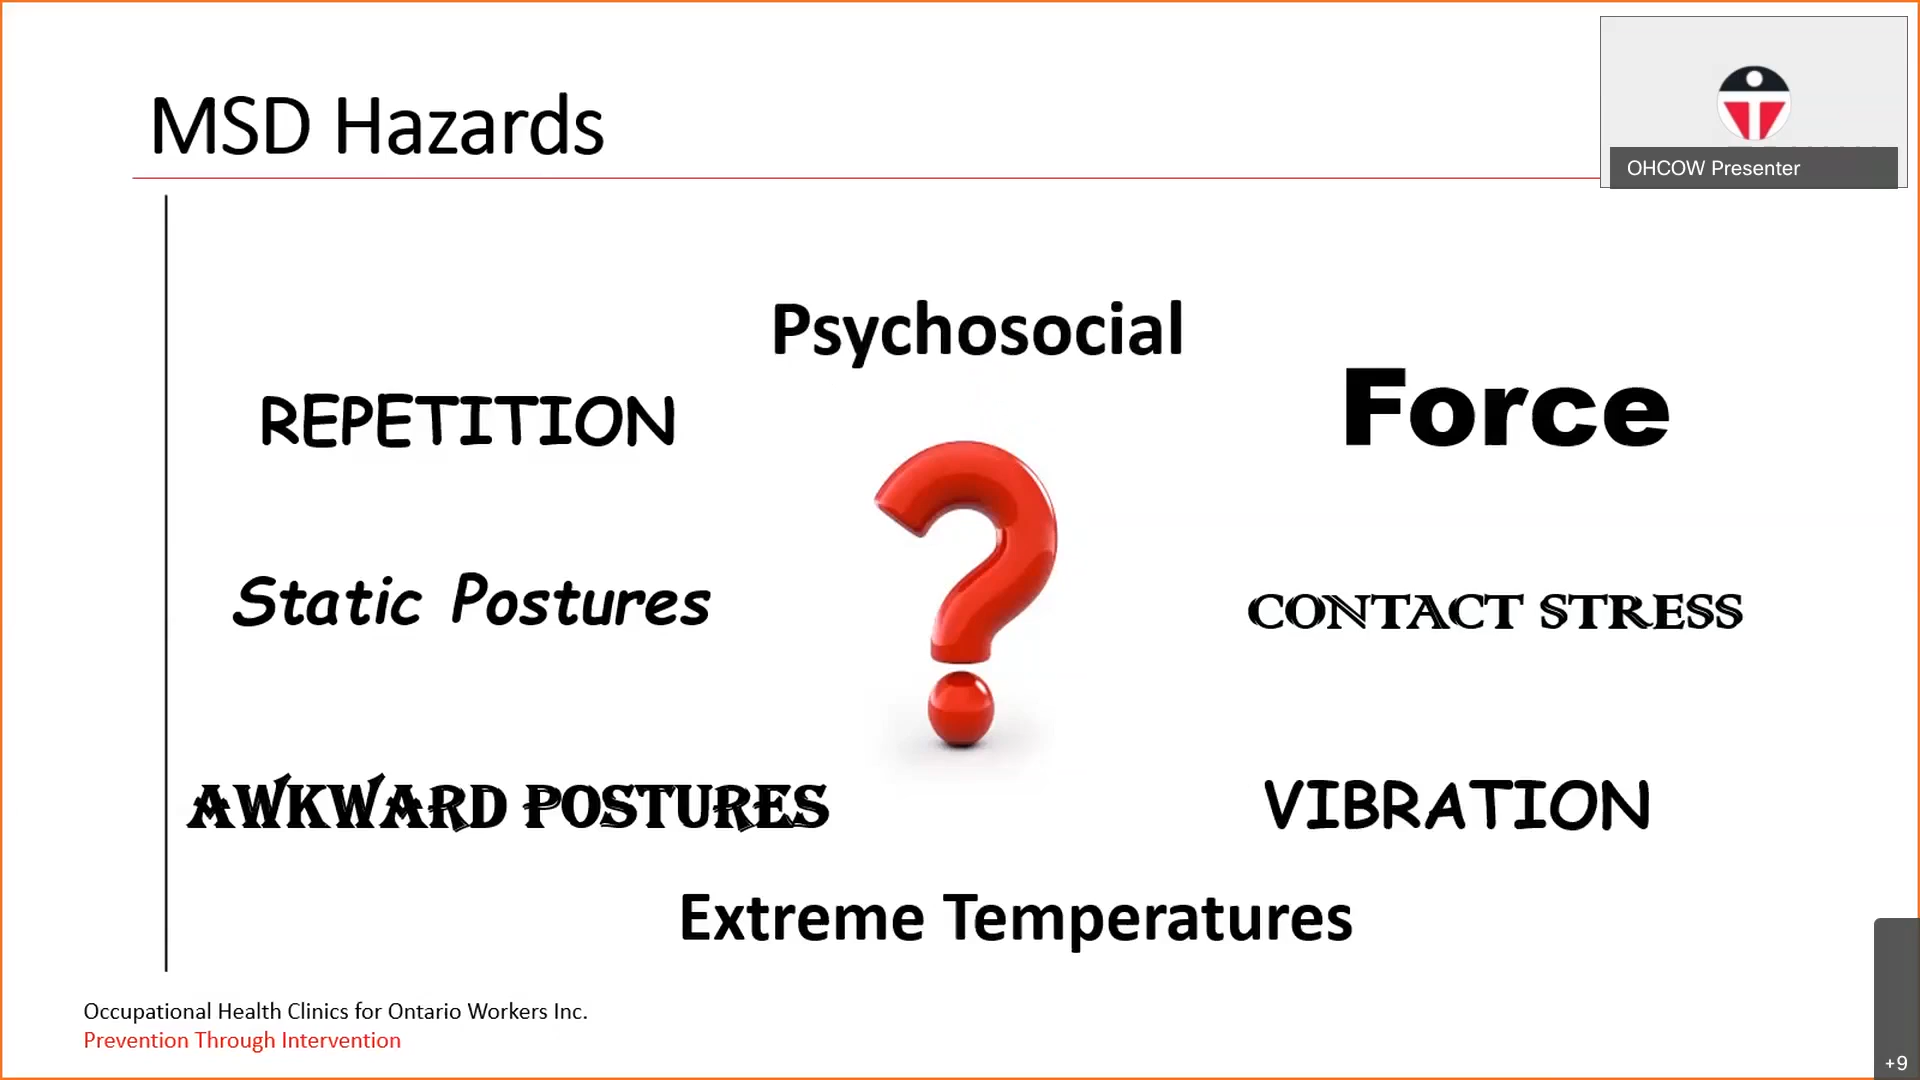 MSD Hazards
OHCOW Presenter
Psychosocial
REPETITION
Force
Static Postures
CONTACT STRESS
AWKWARD POSTURES
VIBRATION
Extreme Temperatures
Occupational Health Clinics for Ontario Workers Inc.
Prevention Through Intervention
+9